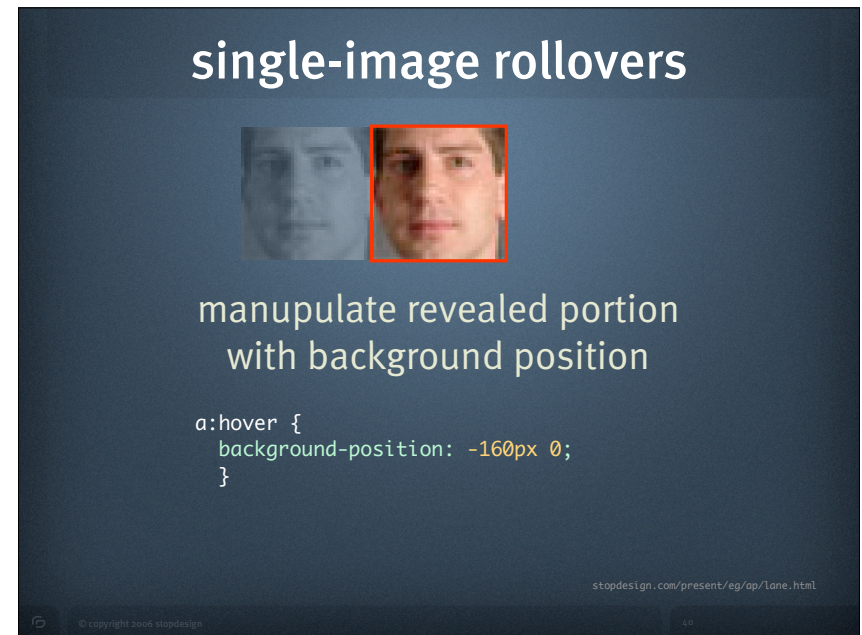 single-image rollovers
manupulate revealed portion
with background position
a:hover {
background-position: -160px 0;
}
stopdesign.com/present/eg/ap/lane.html
© copyright 2006 stopdesign
40